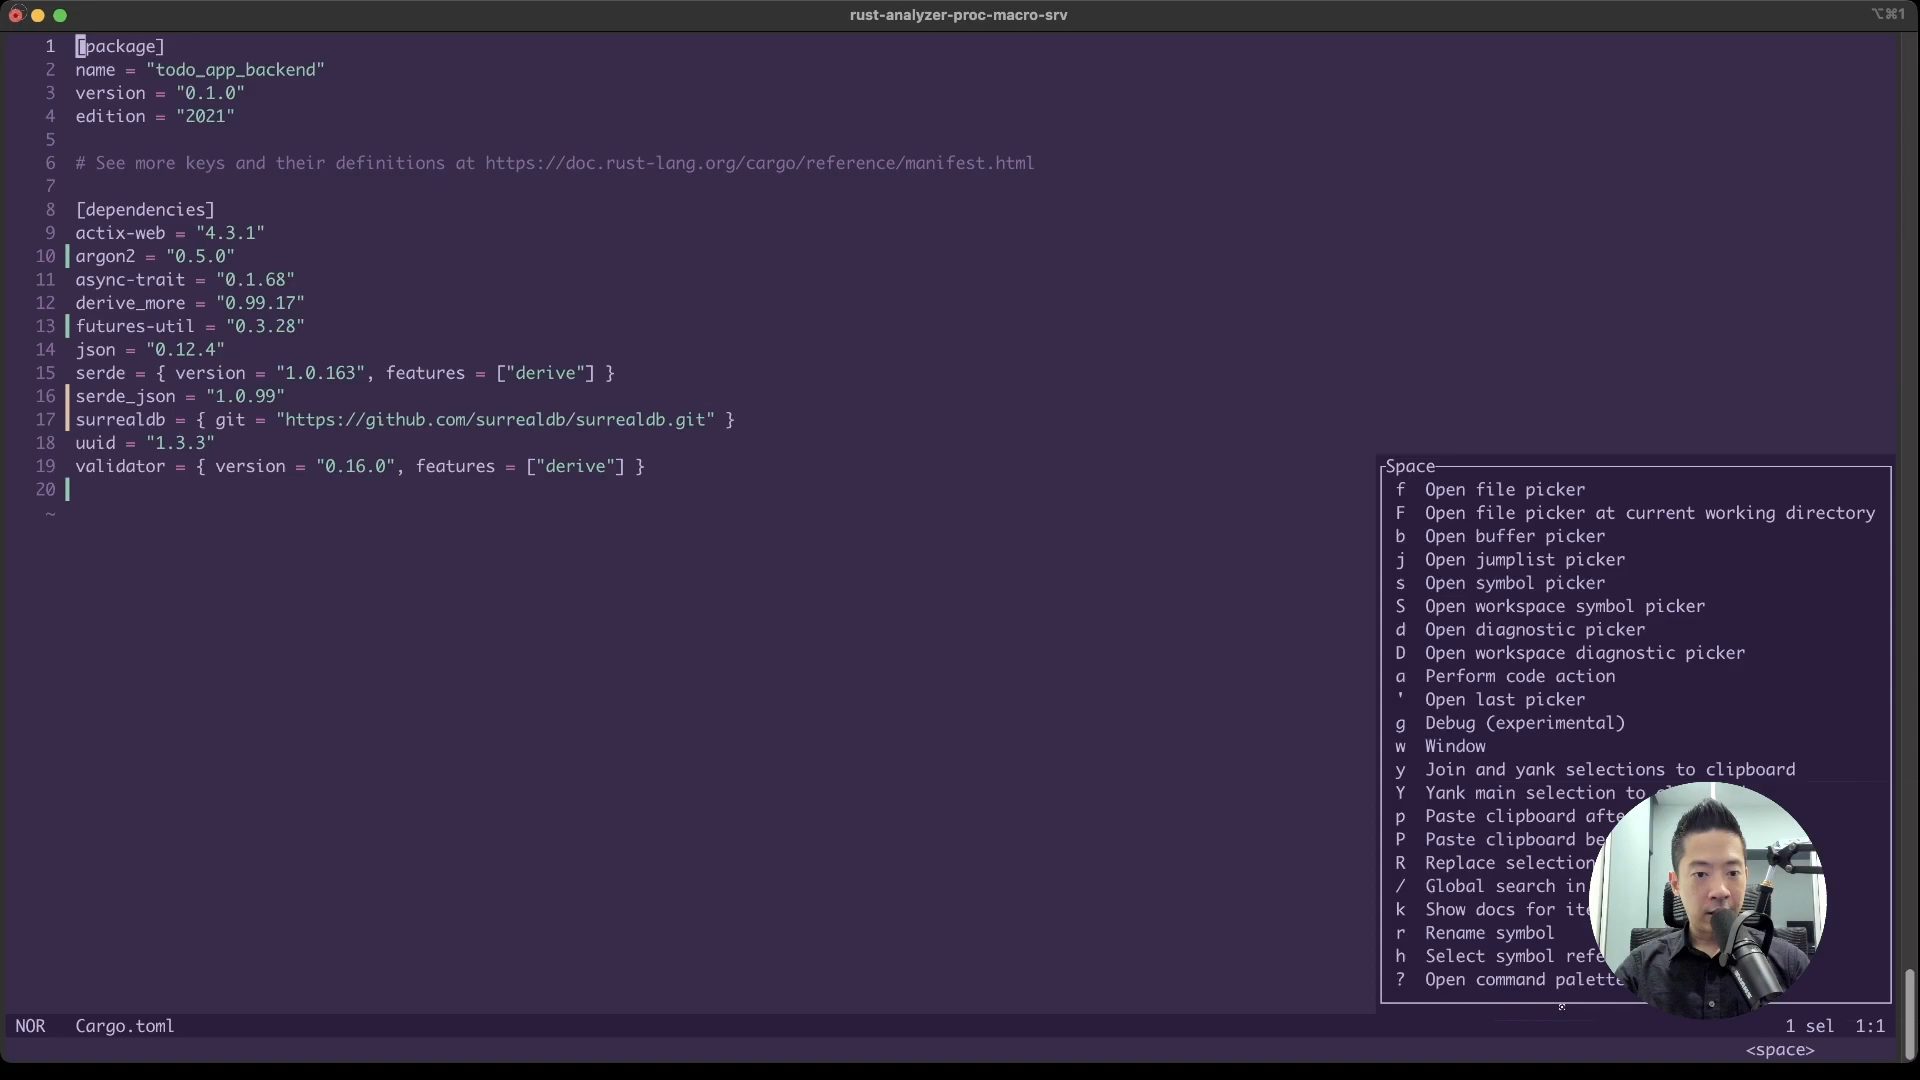 rust-analyzer-proc-macro-srv
⌥⌘1
1 [package]
2 name = "todo_app_backend"
3 version = "0.1.0"
4 edition = "2021"
5
6 # See more keys and their definitions at https://doc.rust-lang.org/cargo/reference/manifest.html
7
8 [dependencies]
9 actix-web = "4.3.1"
10 argon2 = "0.5.0"
11 async-trait = "0.1.68"
12 derive_more = "0.99.17"
13 futures-util = "0.3.28"
14 json = "0.12.4"
15 serde = { version = "1.0.163", features = ["derive"] }
16 serde_json = "1.0.99"
17 surrealdb = { git = "https://github.com/surrealdb/surrealdb.git" }
18 uuid = "1.3.3"
19 validator = { version = "0.16.0", features = ["derive"] }
20
~
Space
f Open file picker
F Open file picker at current working directory
b Open buffer picker
j Open jumplist picker
s Open symbol picker
S Open workspace symbol picker
d Open diagnostic picker
D Open workspace diagnostic picker
a Perform code action
' Open last picker
g Debug (experimental)
w Window
y Join and yank selections to clipboard
Y Yank main selection to
p Paste clipboard afte
P Paste clipboard be
R Replace selection
/ Global search in
k Show docs for ite
r Rename symbol
h Select symbol refe
? Open command palette
NOR Cargo.toml
1 sel 1:1
<space>